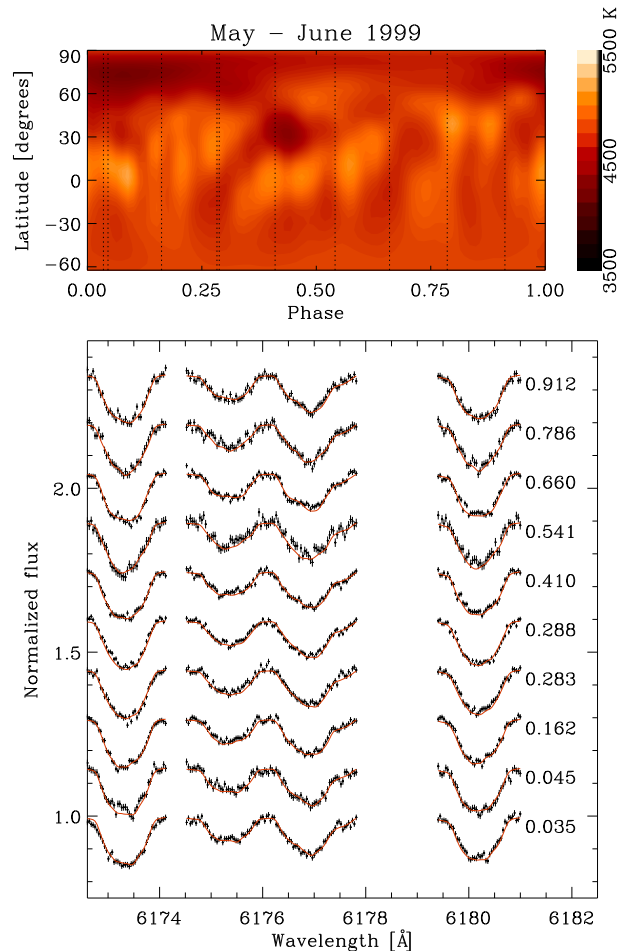 May – June 1999
90
60
30
0
−30
−60
Latitude [degrees]
0.00 0.25 0.50 0.75 1.00
Phase
5500 K
4500
3500
0.912
0.786
0.660
0.541
0.410
0.288
0.283
0.162
0.045
0.035
2.0
1.5
1.0
Normalized flux
6174 6176 6178 6180 6182
Wavelength [Å]